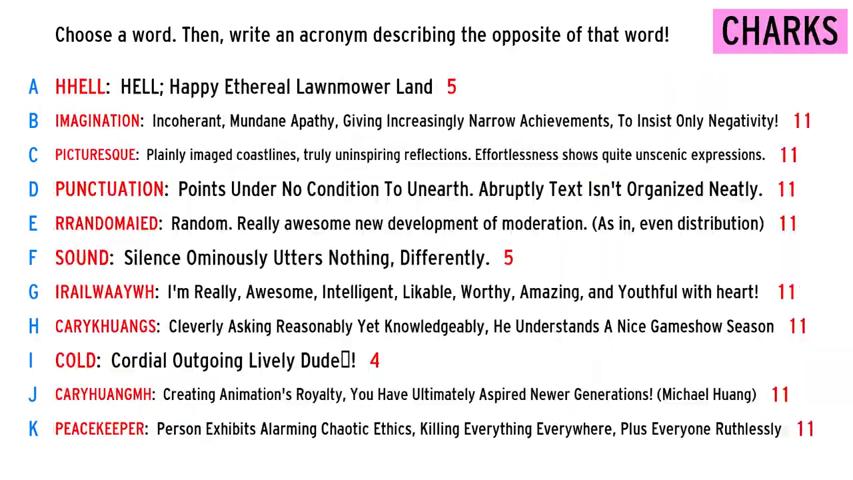 Choose a word. Then, write an acronym describing the opposite of that word! CHARKS
A HHELL: HELL; Happy Ethereal Lawnmower Land 5
B IMAGINATION: Incoherant, Mundane Apathy, Giving Increasingly Narrow Achievements, To Insist Only Negativity! 11
C PICTURESQUE: Plainly imaged coastlines, truly uninspiring reflections. Effortlessness shows quite unscenic expressions. 11
D PUNCTUATION: Points Under No Condition To Unearth. Abruptly Text Isn't Organized Neatly. 11
E RRANDOMAIED: Random. Really awesome new development of moderation. (As in, even distribution) 11
F SOUND: Silence Ominously Utters Nothing, Differently. 5
G IRAILWAAYWH: I'm Really, Awesome, Intelligent, Likable, Worthy, Amazing, and Youthful with heart! 11
H CARYKHUANGS: Cleverly Asking Reasonably Yet Knowledgeably, He Understands A Nice Gameshow Season 11
I COLD: Cordial Outgoing Lively Dude▯! 4
J CARYHUANGMH: Creating Animation's Royalty, You Have Ultimately Aspired Newer Generations! (Michael Huang) 11
K PEACEKEEPER: Person Exhibits Alarming Chaotic Ethics, Killing Everything Everywhere, Plus Everyone Ruthlessly 11